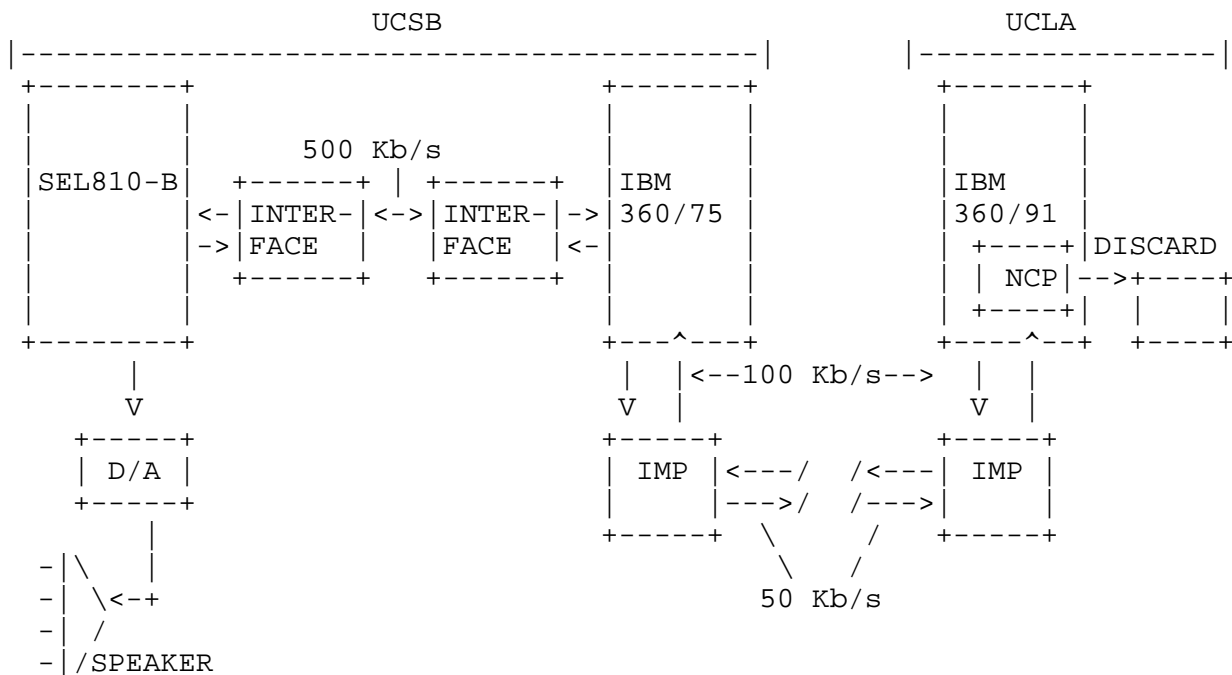 UCSB UCLA
500 Kb/s
SEL810-B IBM IBM
INTER- INTER- 360/75 360/91
FACE FACE DISCARD
NCP
<--100 Kb/s-->
V V V
D/A IMP IMP
50 Kb/s
SPEAKER